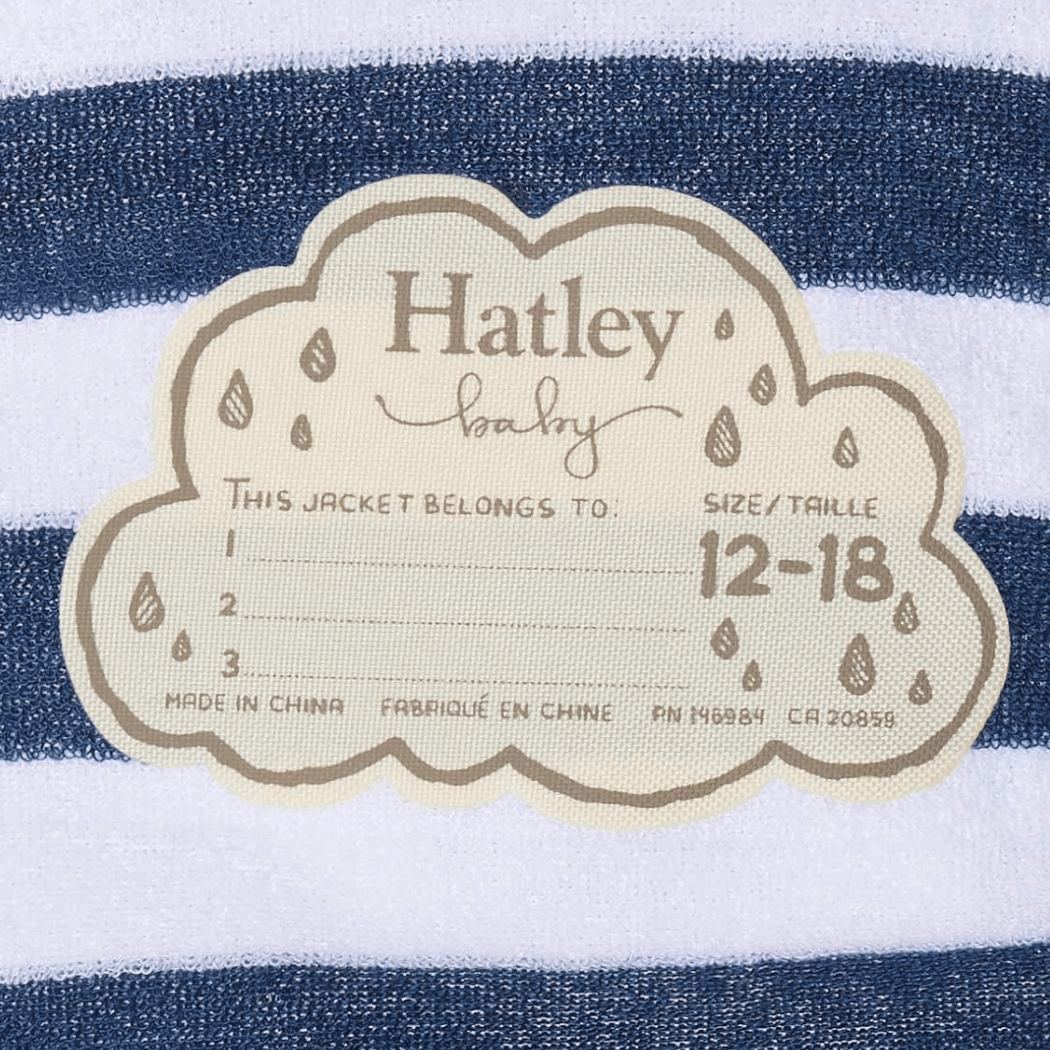 Hatley
baby
THIS JACKET BELONGS TO:
1
2
3
SIZE/TAILLE
12-18
MADE IN CHINA FABRIQUÉ EN CHINE RN 146984 CA 20859